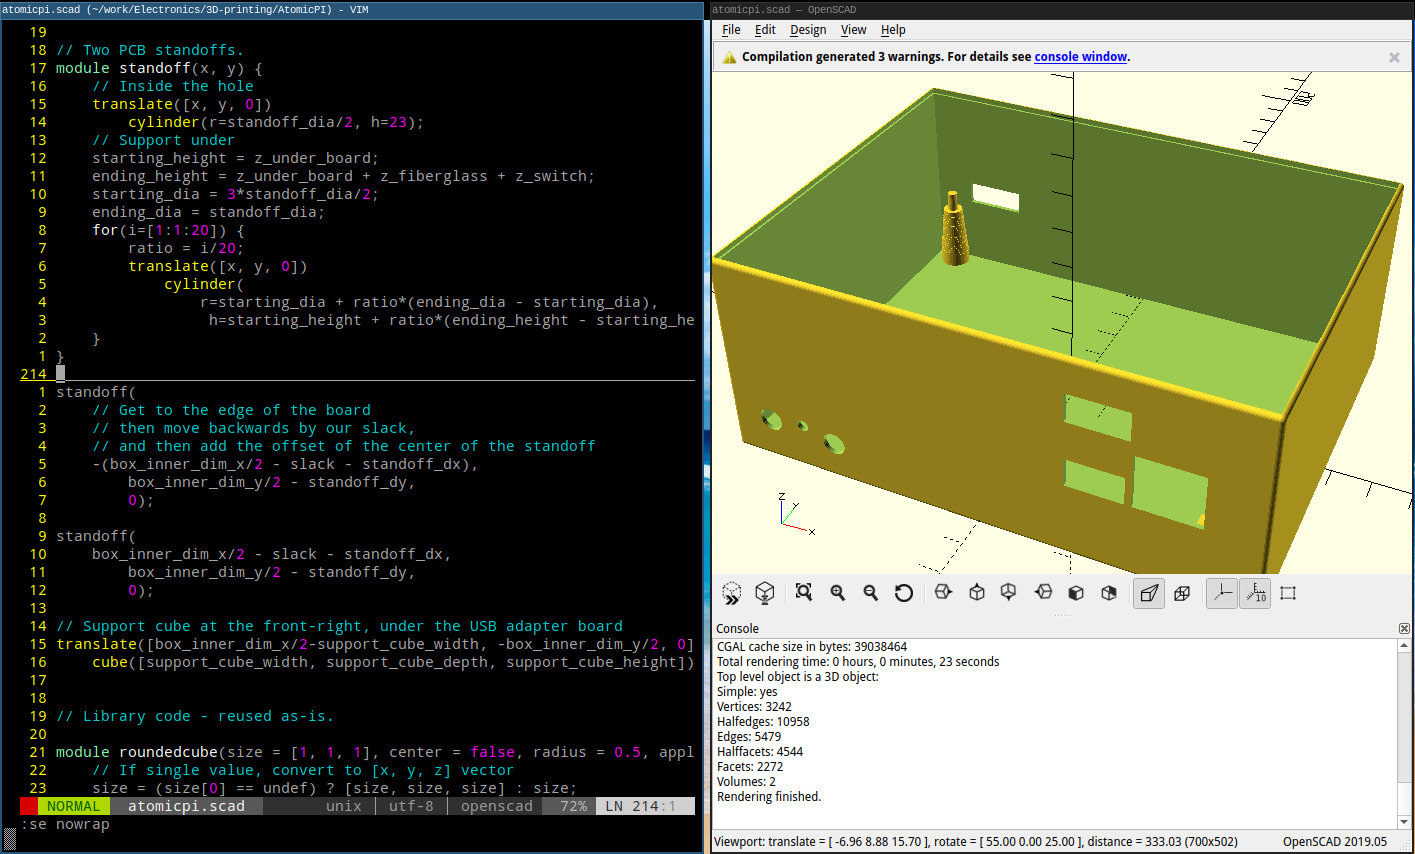 atomicpi.scad (~/work/Electronics/3D-printing/AtomicPI) - VIM
19
18 // Two PCB standoffs.
17 module standoff(x, y) {
16     // Inside the hole
15     translate([x, y, 0])
14         cylinder(r=standoff_dia/2, h=23);
13     // Support under
12     starting_height = z_under_board;
11     ending_height = z_under_board + z_fiberglass + z_switch;
10     starting_dia = 3*standoff_dia/2;
9     ending_dia = standoff_dia;
8     for(i=[1:1:20]) {
7         ratio = i/20;
6         translate([x, y, 0])
5             cylinder(
4                 r=starting_dia + ratio*(ending_dia - starting_dia),
3                  h=starting_height + ratio*(ending_height - starting_he
2     }
1 }
214
1 standoff(
2     // Get to the edge of the board
3     // then move backwards by our slack,
4     // and then add the offset of the center of the standoff
5     -(box_inner_dim_x/2 - slack - standoff_dx),
6         box_inner_dim_y/2 - standoff_dy,
7         0);
8
9 standoff(
10     box_inner_dim_x/2 - slack - standoff_dx,
11         box_inner_dim_y/2 - standoff_dy,
12         0);
13
14 // Support cube at the front-right, under the USB adapter board
15 translate([box_inner_dim_x/2-support_cube_width, -box_inner_dim_y/2, 0]
16     cube([support_cube_width, support_cube_depth, support_cube_height])
17
18
19 // Library code - reused as-is.
20
21 module roundedcube(size = [1, 1, 1], center = false, radius = 0.5, appl
22     // If single value, convert to [x, y, z] vector
23     size = (size[0] == undef) ? [size, size, size] : size;
NORMAL atomicpi.scad unix | utf-8 | openscad 72% LN 214:1
:se nowrap
atomicpi.scad — OpenSCAD
File Edit Design View Help
Compilation generated 3 warnings. For details see console window.
z
y
x
10
Console
CGAL cache size in bytes: 39038464
Total rendering time: 0 hours, 0 minutes, 23 seconds
Top level object is a 3D object:
Simple: yes
Vertices: 3242
Halfedges: 10958
Edges: 5479
Halffacets: 4544
Facets: 2272
Volumes: 2
Rendering finished.
Viewport: translate = [ -6.96 8.88 15.70 ], rotate = [ 55.00 0.00 25.00 ], distance = 333.03 (700x502) OpenSCAD 2019.05